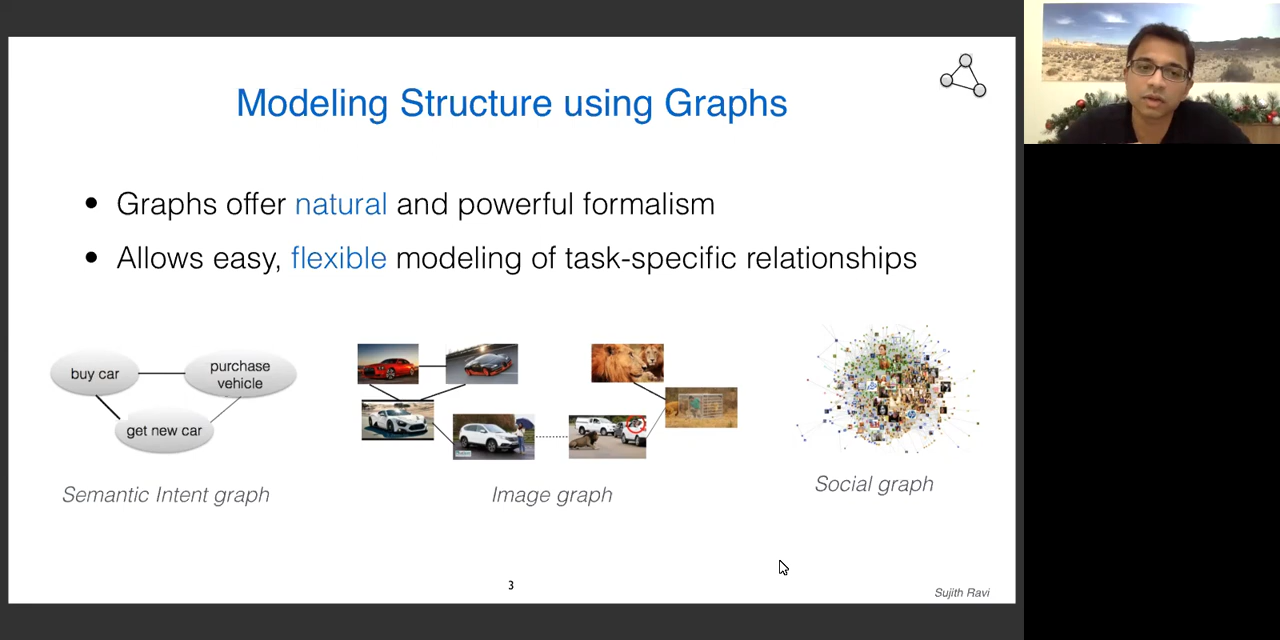 Modeling Structure using Graphs
• Graphs offer natural and powerful formalism
• Allows easy, flexible modeling of task-specific relationships
buy car
purchase
vehicle
get new car
Semantic Intent graph
Image graph
Social graph
3
Sujith Ravi